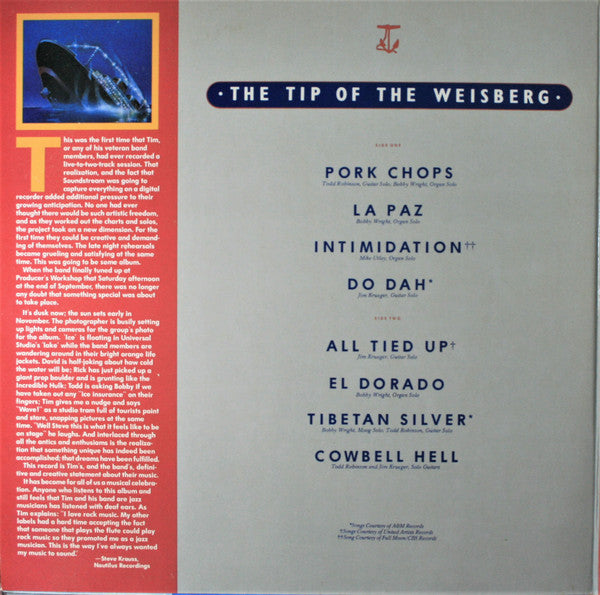 This was the first time that Tim,
or any of his veteran band
members, had ever recorded a
live-to-two-track session. That
realization, and the fact that
Soundstream was going to
capture everything on a digital
recorder added additional pressure to their
growing anticipation. No one had ever
thought there would be such artistic freedom,
and as they worked out the charts and solos,
the project took on a new dimension. For the
first time they could be creative and demand-
ing of themselves. The late night rehearsals
became grueling and satisfying at the same
time. This was going to be some album.
When the band finally tuned up at
Producer's Workshop that Saturday afternoon
at the end of September, there was no longer
any doubt that something special was about
to take place.
It's dusk now; the sun sets early in
November. The photographer is busily setting
up lights and cameras for the group's photo
for the album. 'Ice' is floating in Universal
Studio's 'lake' while the band members are
wandering around in their bright orange life
jackets. David is half-joking about how cold
the water will be; Rick has just picked up a
giant prop boulder and is grunting like the
Incredible Hulk; Todd is asking Bobby if we
have taken out any "ice insurance" on their
fingers; Tim gives me a nudge and says
"Wave!" as a studio tram full of tourists point
and stare, snapping pictures at the same
time. "Well Steve this is what it feels like to be
on stage" he laughs. And interlaced through
all the antics and enthusiasms is the realiza-
tion that something unique has indeed been
accomplished; that dreams have been fulfilled.
This record is Tim's, and the band's, defini-
tive and creative statement about their music.
It has become for all of us a musical celebra-
tion. Anyone who listens to this album and
still feels that Tim and his band are jazz
musicians has listened with deaf ears. As
Tim explains: "I love rock music. My other
labels had a hard time accepting the fact
that someone that plays the flute could play
rock music so they promoted me as a jazz
musician. This is the way I've always wanted
my music to sound."
—Steve Krauss,
Nautilus Recordings
• THE TIP OF THE WEISBERG •
SIDE ONE
PORK CHOPS
Todd Robinson, Guitar Solo, Bobby Wright, Organ Solo
LA PAZ
Bobby Wright, Organ Solo
INTIMIDATION††
Mike Utley, Organ Solo
DO DAH*
Jim Krueger, Guitar Solo
SIDE TWO
ALL TIED UP†
Jim Krueger, Guitar Solo
EL DORADO
Bobby Wright, Organ Solo
TIBETAN SILVER*
Bobby Wright, Moog Solo, Todd Robinson, Guitar Solo
COWBELL HELL
Todd Robinson and Jim Krueger, Solo Guitars
*Songs Courtesy of A&M Records
†Songs Courtesy of United Artists Records
††Song Courtesy of Full Moon/CBS Records